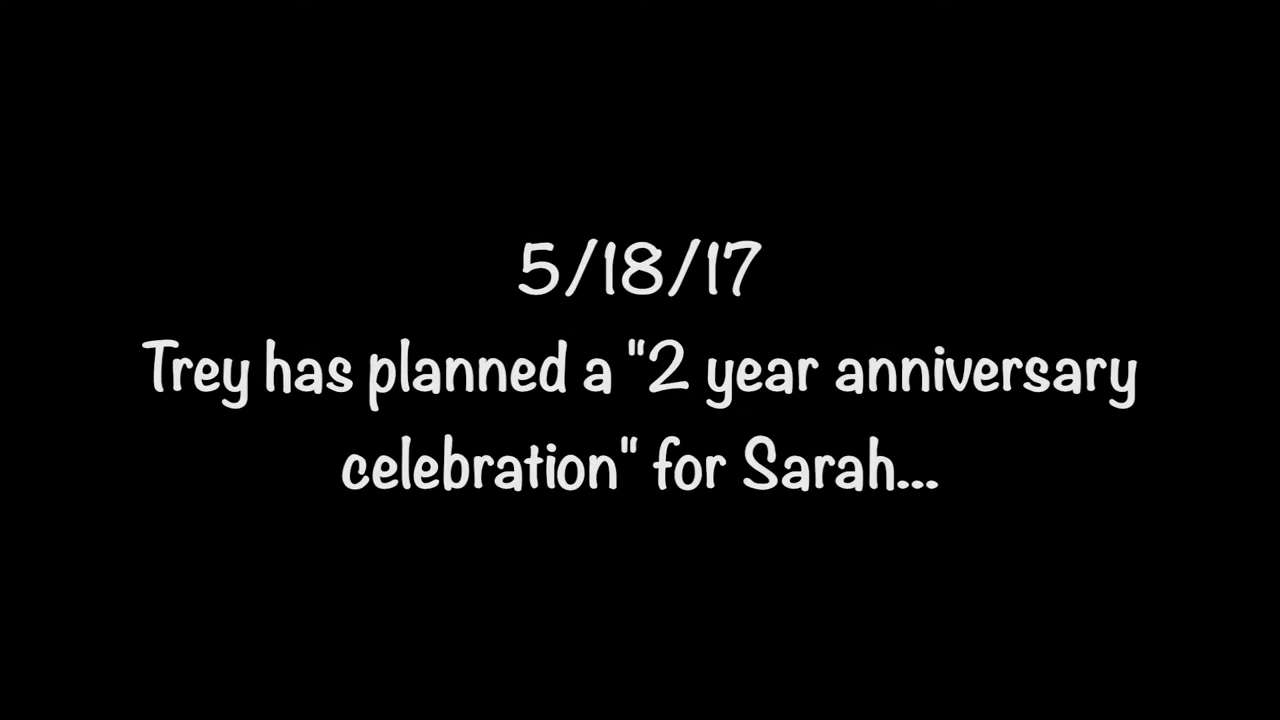 5/18/17
Trey has planned a "2 year anniversary
celebration" for Sarah...